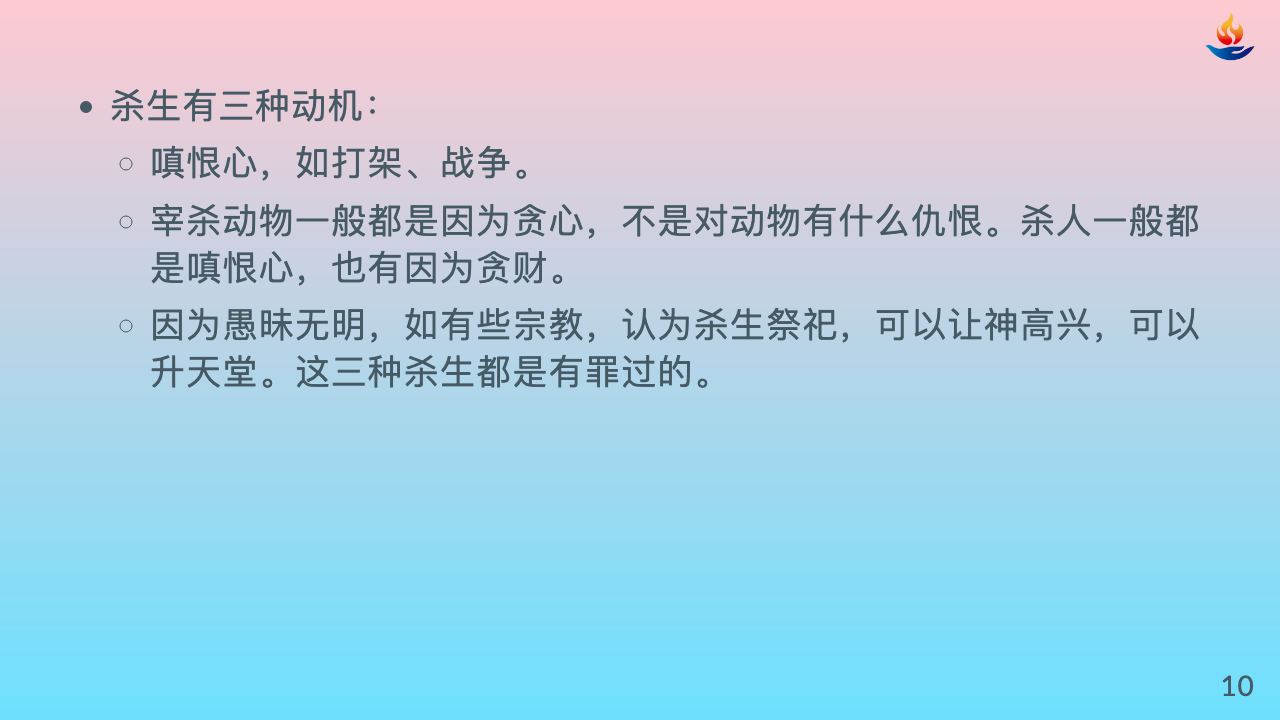 • 杀生有三种动机：
○ 嗔恨心，如打架、战争。
○ 宰杀动物一般都是因为贪心，不是对动物有什么仇恨。杀人一般都
是嗔恨心，也有因为贪财。
○ 因为愚昧无明，如有些宗教，认为杀生祭祀，可以让神高兴，可以
升天堂。这三种杀生都是有罪过的。
10